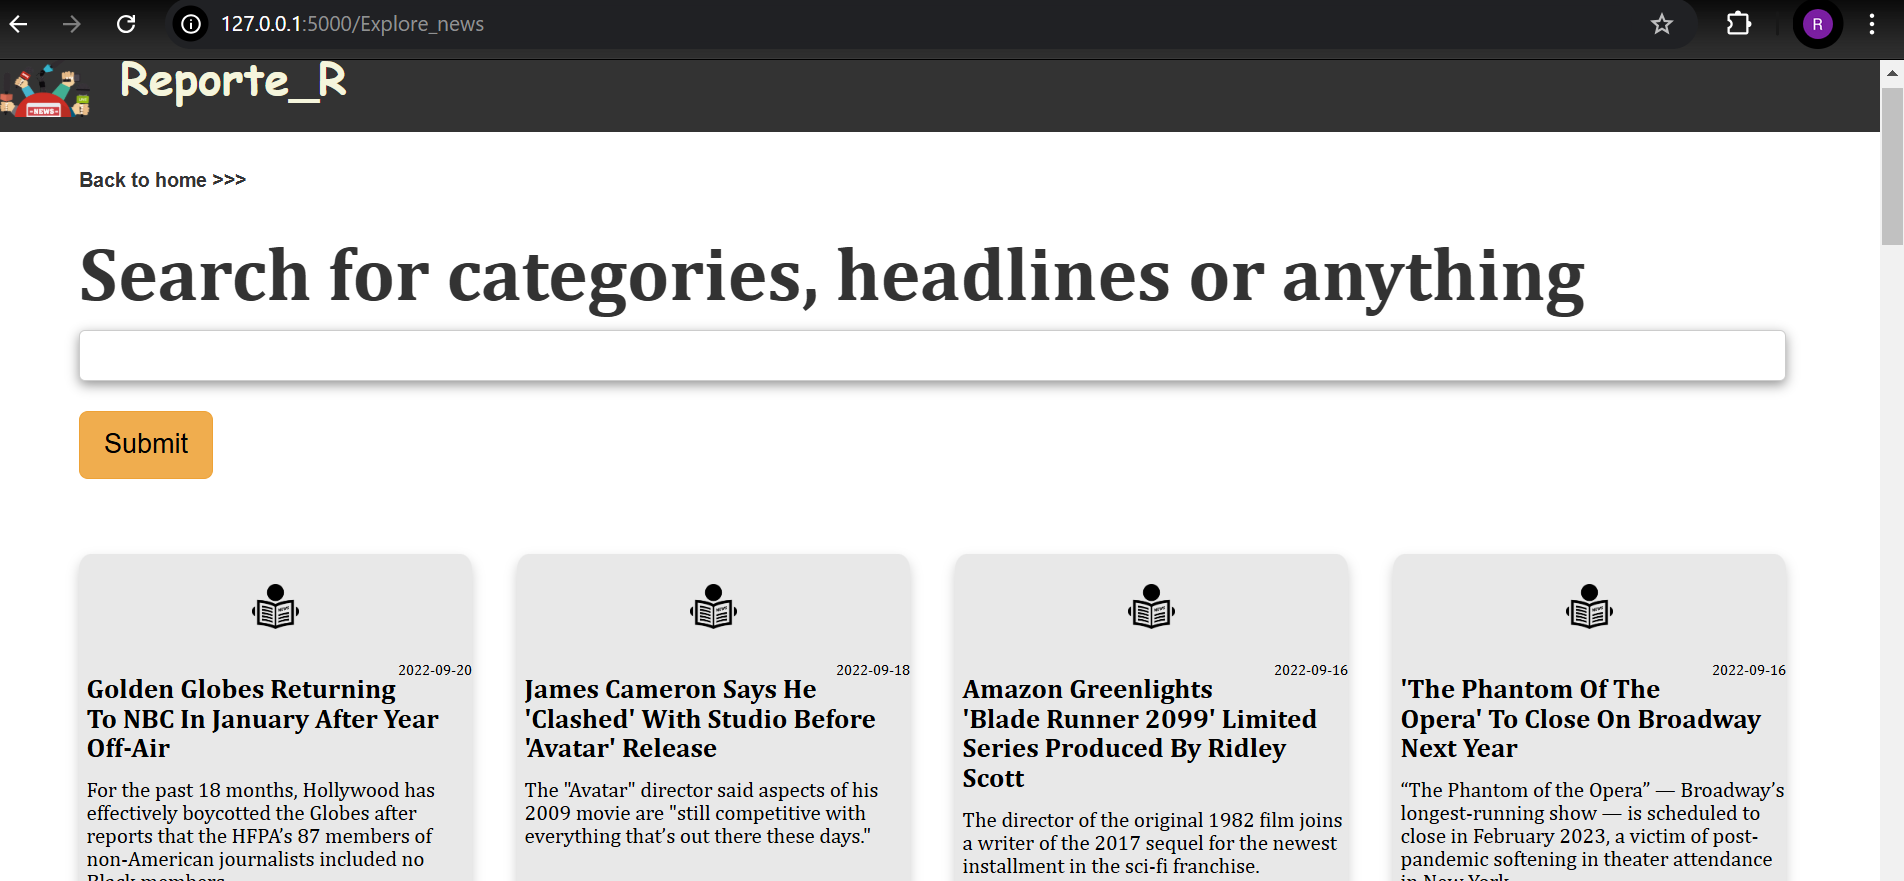 127.0.0.1:5000/Explore_news
R
NEWS
Reporte_R
Back to home >>>
Search for categories, headlines or anything
Submit
2022-09-20
Golden Globes Returning
To NBC In January After Year
Off-Air
For the past 18 months, Hollywood has
effectively boycotted the Globes after
reports that the HFPA’s 87 members of
non-American journalists included no
Black members.
2022-09-18
James Cameron Says He
'Clashed' With Studio Before
'Avatar' Release
The "Avatar" director said aspects of his
2009 movie are "still competitive with
everything that’s out there these days."
2022-09-16
Amazon Greenlights
'Blade Runner 2099' Limited
Series Produced By Ridley
Scott
The director of the original 1982 film joins
a writer of the 2017 sequel for the newest
installment in the sci-fi franchise.
2022-09-16
'The Phantom Of The
Opera' To Close On Broadway
Next Year
“The Phantom of the Opera” — Broadway’s
longest-running show — is scheduled to
close in February 2023, a victim of post-
pandemic softening in theater attendance
in New York.